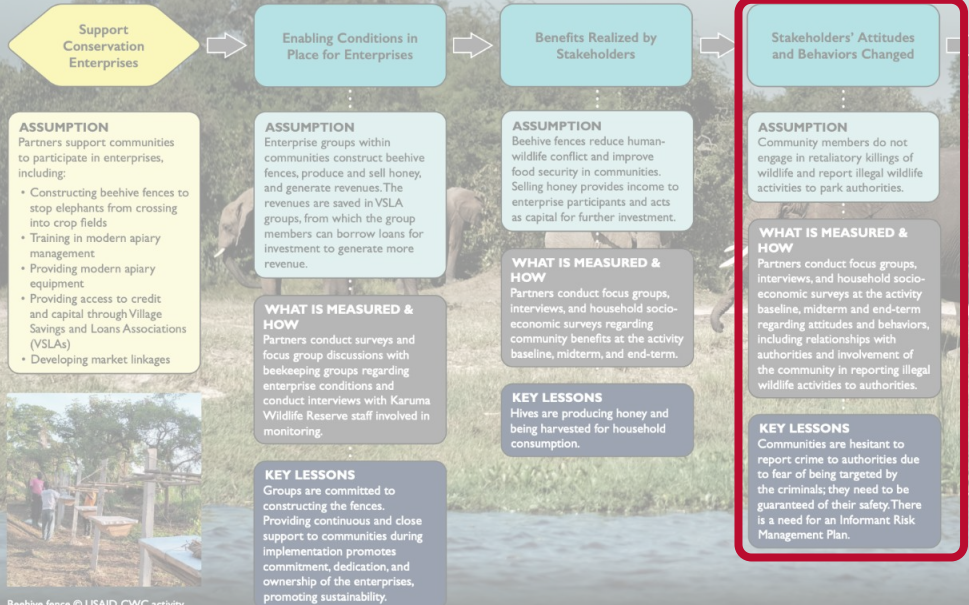 Support
Conservation
Enterprises
Enabling Conditions in
Place for Enterprises
Benefits Realized by
Stakeholders
Stakeholders' Attitudes
and Behaviors Changed
ASSUMPTION
Partners support communities
to participate in enterprises,
including:
• Constructing beehive fences to
stop elephants from crossing
into crop fields
• Training in modern apiary
management
• Providing modern apiary
equipment
• Providing access to credit
and capital through Village
Savings and Loans Associations
(VSLAs)
• Developing market linkages
Beehive fence © USAID CWC activity
ASSUMPTION
Enterprise groups within
communities construct beehive
fences, produce and sell honey,
and generate revenues. The
revenues are saved in VSLA
groups, from which the group
members can borrow loans for
investment to generate more
revenue.
WHAT IS MEASURED &
HOW
Partners conduct surveys and
focus group discussions with
beekeeping groups regarding
enterprise conditions and
conduct interviews with Karuma
Wildlife Reserve staff involved in
monitoring.
KEY LESSONS
Groups are committed to
constructing the fences.
Providing continuous and close
support to communities during
implementation promotes
commitment, dedication, and
ownership of the enterprises,
promoting sustainability.
ASSUMPTION
Beehive fences reduce human-
wildlife conflict and improve
food security in communities.
Selling honey provides income to
enterprise participants and acts
as capital for further investment.
WHAT IS MEASURED &
HOW
Partners conduct focus groups,
interviews, and household socio-
economic surveys regarding
community benefits at the activity
baseline, midterm, and end-term.
KEY LESSONS
Hives are producing honey and
being harvested for household
consumption.
ASSUMPTION
Community members do not
engage in retaliatory killings of
wildlife and report illegal wildlife
activities to park authorities.
WHAT IS MEASURED &
HOW
Partners conduct focus groups,
interviews, and household socio-
economic surveys at the activity
baseline, midterm and end-term
regarding attitudes and behaviors,
including relationships with
authorities and involvement of
the community in reporting illegal
wildlife activities to authorities.
KEY LESSONS
Communities are hesitant to
report crime to authorities due
to fear of being targeted by
the criminals; they need to be
guaranteed of their safety. There
is a need for an Informant Risk
Management Plan.